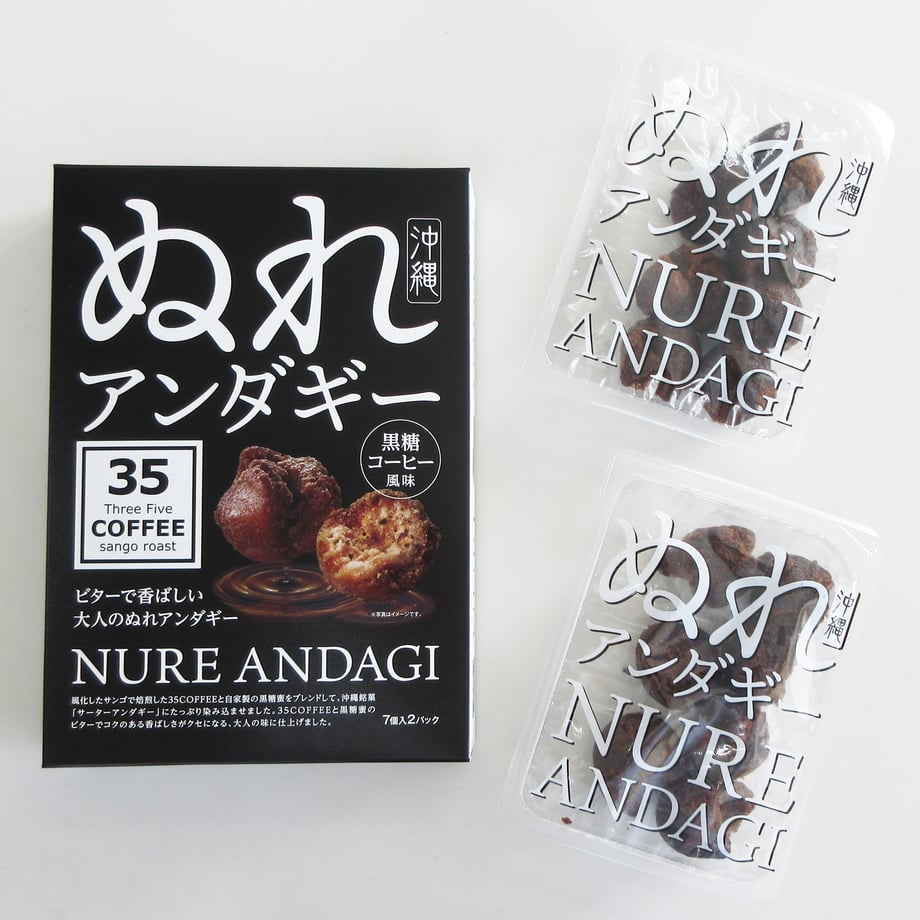 ぬれ
沖縄
アンダギー
黒糖
コーヒー
風味
35
Three Five
COFFEE
sango roast
ビターで香ばしい
大人のぬれアンダギー
※写真はイメージです。
NURE ANDAGI
風化したサンゴで焙煎した35COFFEEと自家製の黒糖蜜をブレンドして、沖縄銘菓
「サーターアンダギー」にたっぷり染み込ませました。35COFFEEと黒糖蜜の
ビターでコクのある香ばしさがクセになる、大人の味に仕上げました。
7個入2パック
ぬれ
沖縄
アンダギー
NURE
ANDAGI
ぬれ
沖縄
アンダギー
NURE
ANDAGI